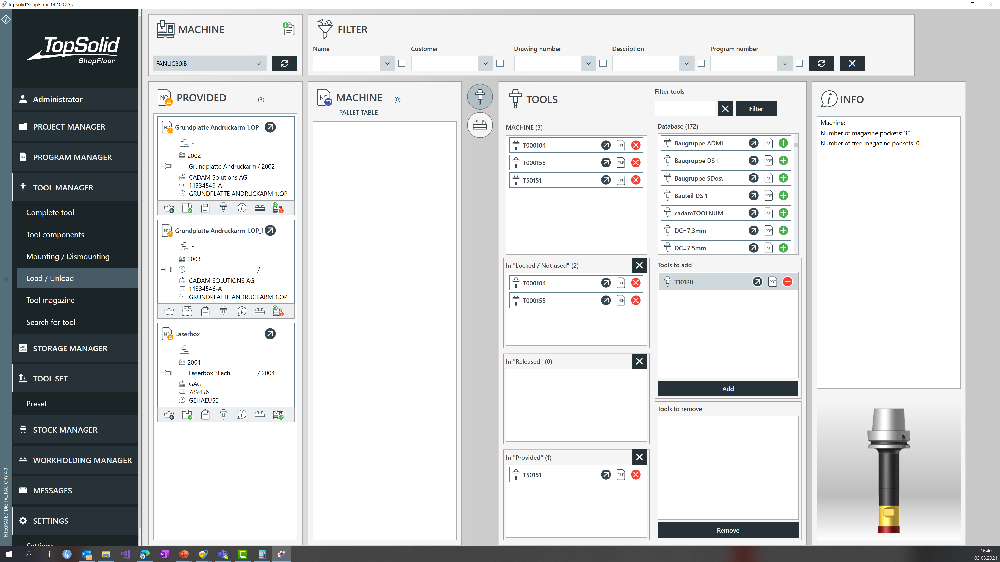 TopSolid'ShopFloor 14.100.255
TopSolid
ShopFloor
Administrator
PROJECT MANAGER
PROGRAM MANAGER
TOOL MANAGER
Complete tool
Tool components
Mounting / Dismounting
Load / Unload
Tool magazine
Search for tool
STORAGE MANAGER
TOOL SET
Preset
STOCK MANAGER
WORKHOLDING MANAGER
MESSAGES
SETTINGS
Settings
INTEGRATED DIGITAL FACTORY 4.0
MACHINE
FANUC30iB
FILTER
Name
Customer
Drawing number
Description
Program number
NC
PROVIDED
(3)
NC
Grundplatte Andruckarm 1.OP
-
2002
Grundplatte Andruckarm / 2002
CADAM Solutions AG
11334546-A
GRUNDPLATTE ANDRUCKARM 1.OP
NC
Grundplatte Andruckarm 1.OP_
-
2003
/
CADAM SOLUTIONS AG
11334546-A
GRUNDPLATTE ANDRUCKARM 1.OP
NC
Laserbox
-
2004
Laserbox 3Fach / 2004
GAG
789456
GEHAEUSE
NC
MACHINE
(0)
PALLET TABLE
TOOLS
MACHINE (3)
T000104
PDF
T000155
PDF
T50151
PDF
In "Locked / Not used" (2)
T000104
PDF
T000155
PDF
In "Released" (0)
In "Provided" (1)
T50151
PDF
Filter tools
Filter
Database (172)
Baugruppe ADMI
PDF
Baugruppe DS 1
PDF
Baugruppe SDosv
PDF
Bauteil DS 1
PDF
cadamTOOLNUM
PDF
DC=7.3mm
PDF
DC=7.5mm
PDF
Tools to add
T10120
PDF
Add
Tools to remove
Remove
INFO
Machine:
Number of magazine pockets: 30
Number of free magazine pockets: 0
16:40
03.03.2021